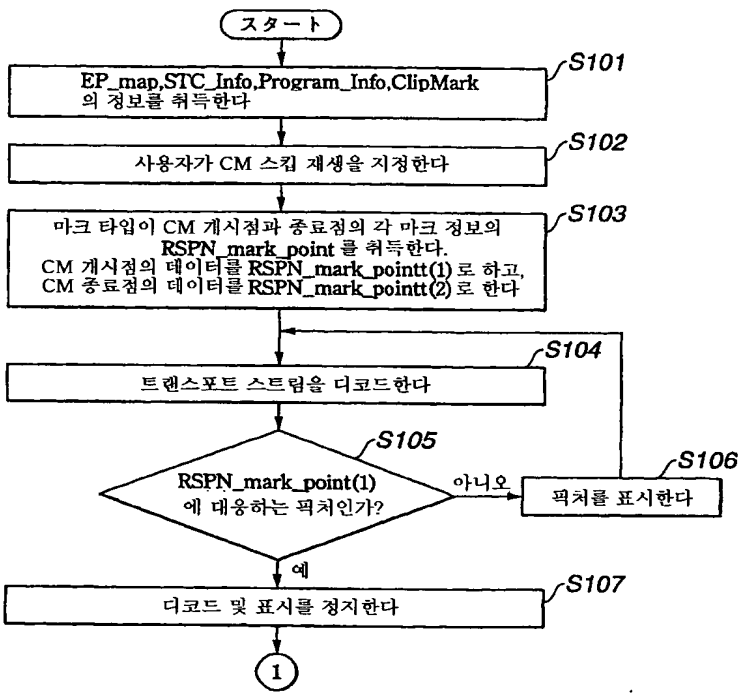 スタート
S101
EP_map,STC_Info,Program_Info,ClipMark
의 정보를 취득한다
S102
사용자가 CM 스킵 재생을 지정한다
S103
마크 타입이 CM 개시점과 종료점의 각 마크 정보의
RSPN_mark_point 를 취득한다.
CM 개시점의 데이터를 RSPN_mark_pointt(1) 로 하고,
CM 종료점의 데이터를 RSPN_mark_pointt(2) 로 한다
S104
트랜스포트 스트림을 디코드한다
S105
RSPN_mark_point(1)
에 대응하는 픽처인가?
아니오
S106
픽처를 표시한다
예
S107
디코드 및 표시를 정지한다
1